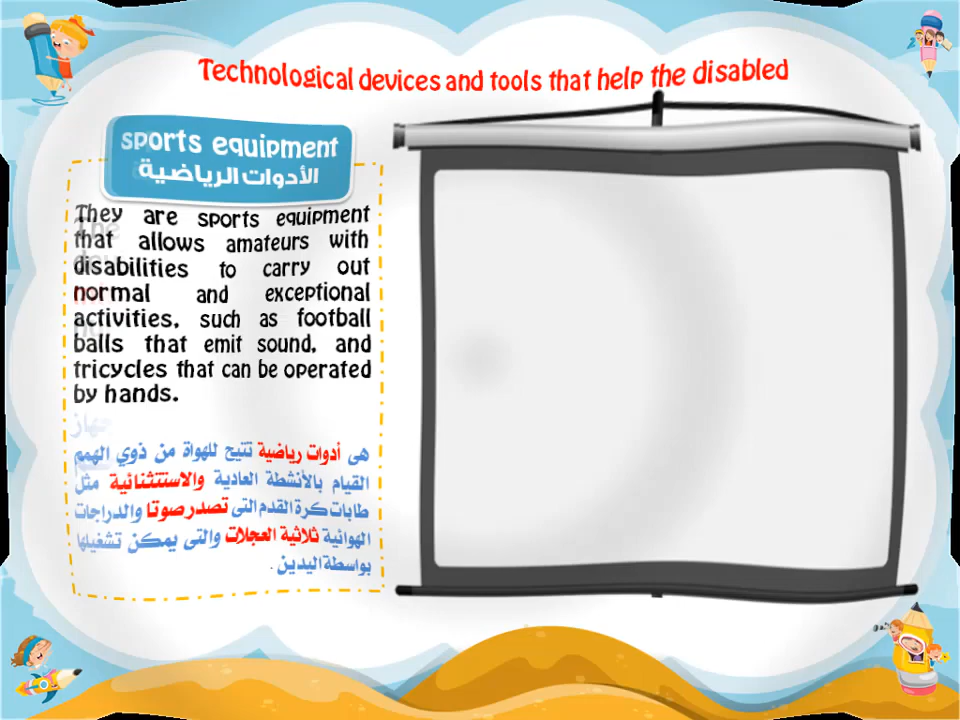 Technological devices and tools that help the disabled
sports equipment
الأدوات الرياضية
They are sports equipment
that allows amateurs with
disabilities to carry out
normal and exceptional
activities, such as football
balls that emit sound, and
tricycles that can be operated
by hands.
جهاز
هى أدوات رياضية تتيح للهواة من ذوي الهمم
القيام بالأنشطة العادية والاستثنائية مثل
طابات كرة القدم التى تصدر صوتا والدراجات
الهوائية ثلاثية العجلات والتى يمكن تشغيلها
بواسطة اليدين .